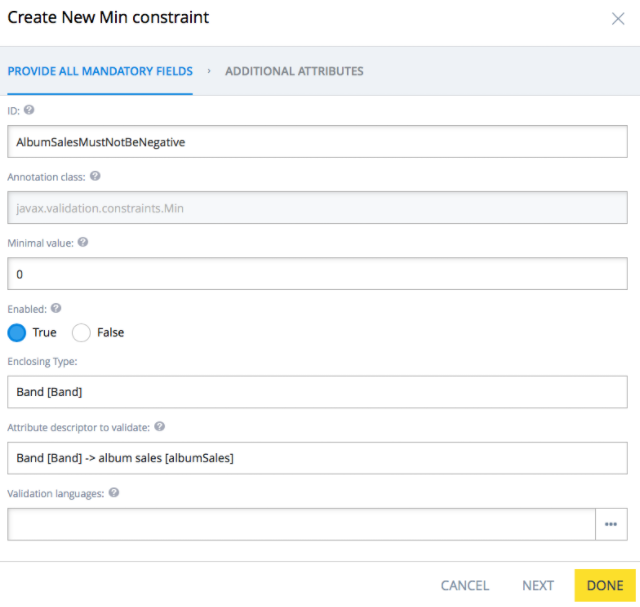 Create New Min constraint
PROVIDE ALL MANDATORY FIELDS › ADDITIONAL ATTRIBUTES
ID: ?
AlbumSalesMustNotBeNegative
Annotation class: ?
javax.validation.constraints.Min
Minimal value: ?
0
Enabled: ?
True False
Enclosing Type:
Band [Band]
Attribute descriptor to validate: ?
Band [Band] -> album sales [albumSales]
Validation languages: ?
•••
CANCEL NEXT DONE